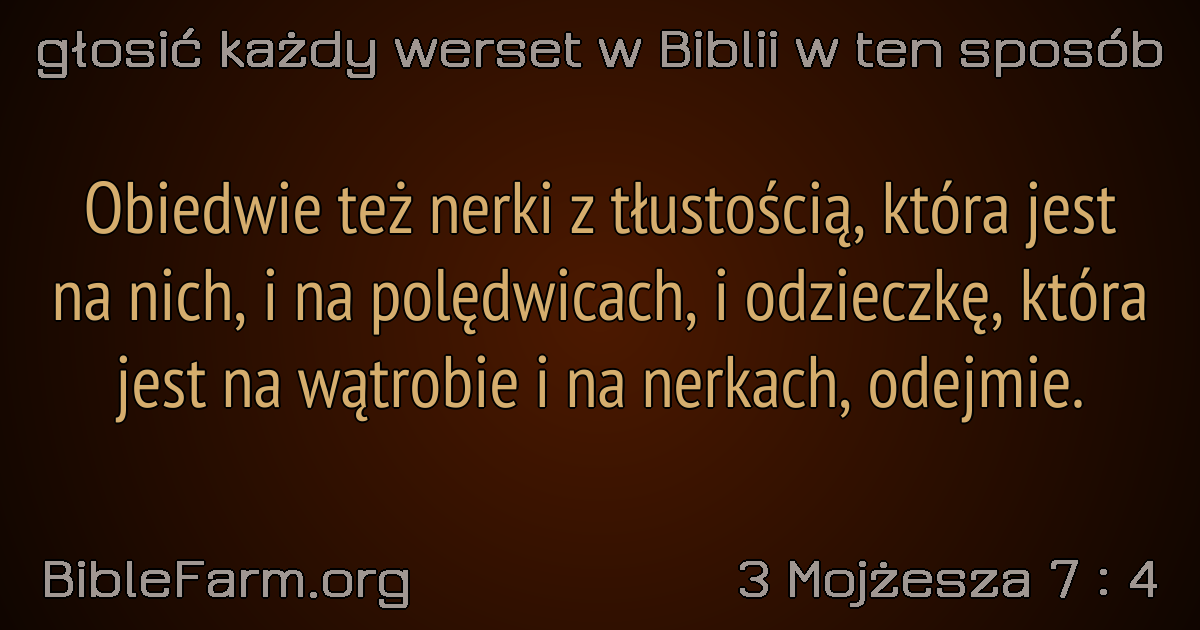 głosić każdy werset w Biblii w ten sposób
Obiedwie też nerki z tłustością, która jest
na nich, i na polędwicach, i odzieczkę, która
jest na wątrobie i na nerkach, odejmie.
BibleFarm.org
3 Mojżesza 7 : 4